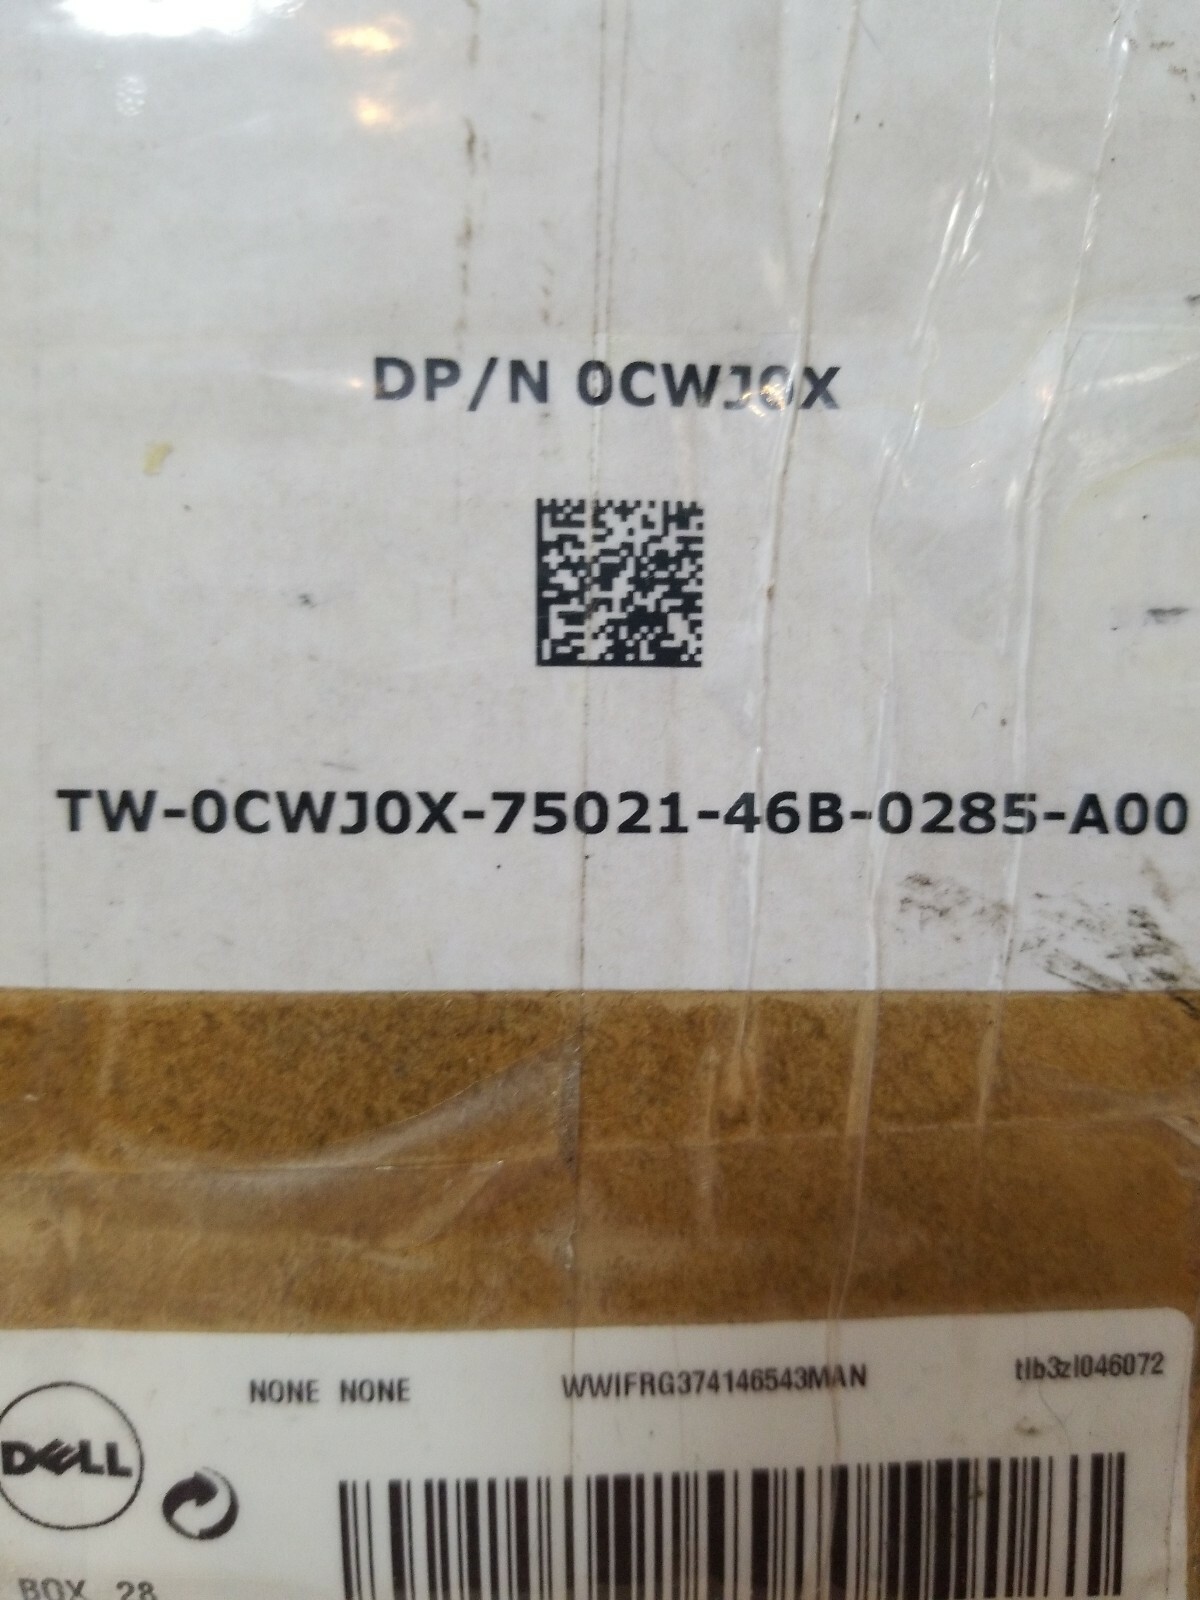 DP/N 0CWJ0X
TW-0CWJ0X-75021-46B-0285-A00
NONE NONE WWIFRG374146543MAN tlb3zl046072
DELL
BOX 28